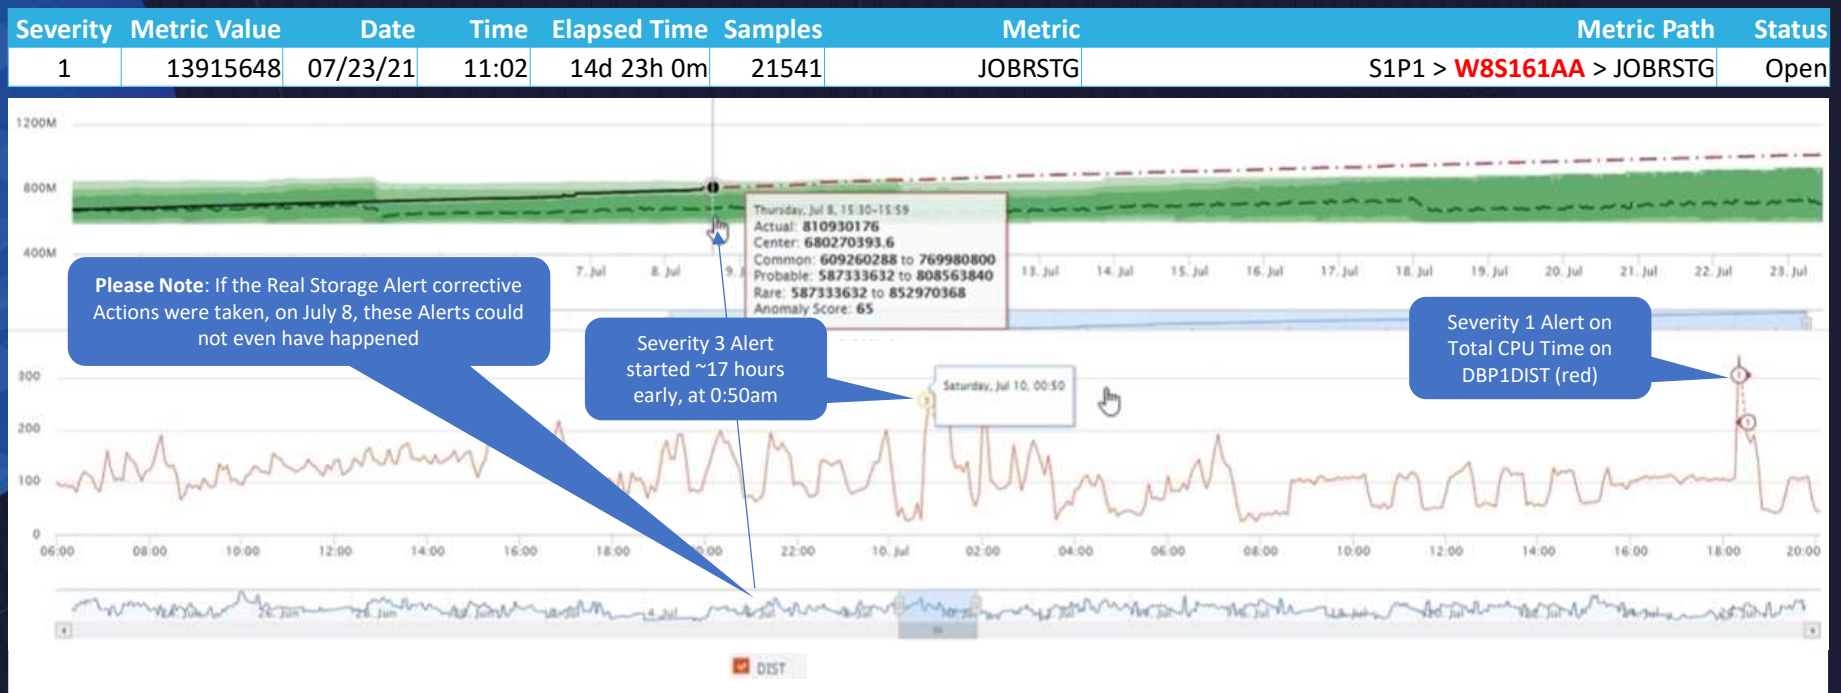 Severity Metric Value Date Time Elapsed Time Samples Metric Metric Path Status
1 13915648 07/23/21 11:02 14d 23h 0m 21541 JOBRSTG S1P1 > W8S161AA > JOBRSTG Open
1200M
800M
400M
7. Jul 8. Jul 9. 13. Jul 14. Jul 15. Jul 16. Jul 17. Jul 18. Jul 19. Jul 20. Jul 21. Jul 22. Jul 23. Jul
Thursday, Jul 8, 15:30-15:59
Actual: 810930176
Center: 680270393.6
Common: 609260288 to 769980800
Probable: 587333632 to 808563840
Rare: 587333632 to 852970368
Anomaly Score: 65
Please Note: If the Real Storage Alert corrective
Actions were taken, on July 8, these Alerts could
not even have happened
Severity 3 Alert
started ~17 hours
early, at 0:50am
Severity 1 Alert on
Total CPU Time on
DBP1DIST (red)
Saturday, Jul 10, 00:50
3
1
1
300
200
100
0
06:00 08:00 10:00 12:00 14:00 16:00 18:00 22:00 10. Jul 02:00 04:00 06:00 08:00 10:00 12:00 14:00 16:00 18:00 20:00
26. Jun 4. Jul
DIST